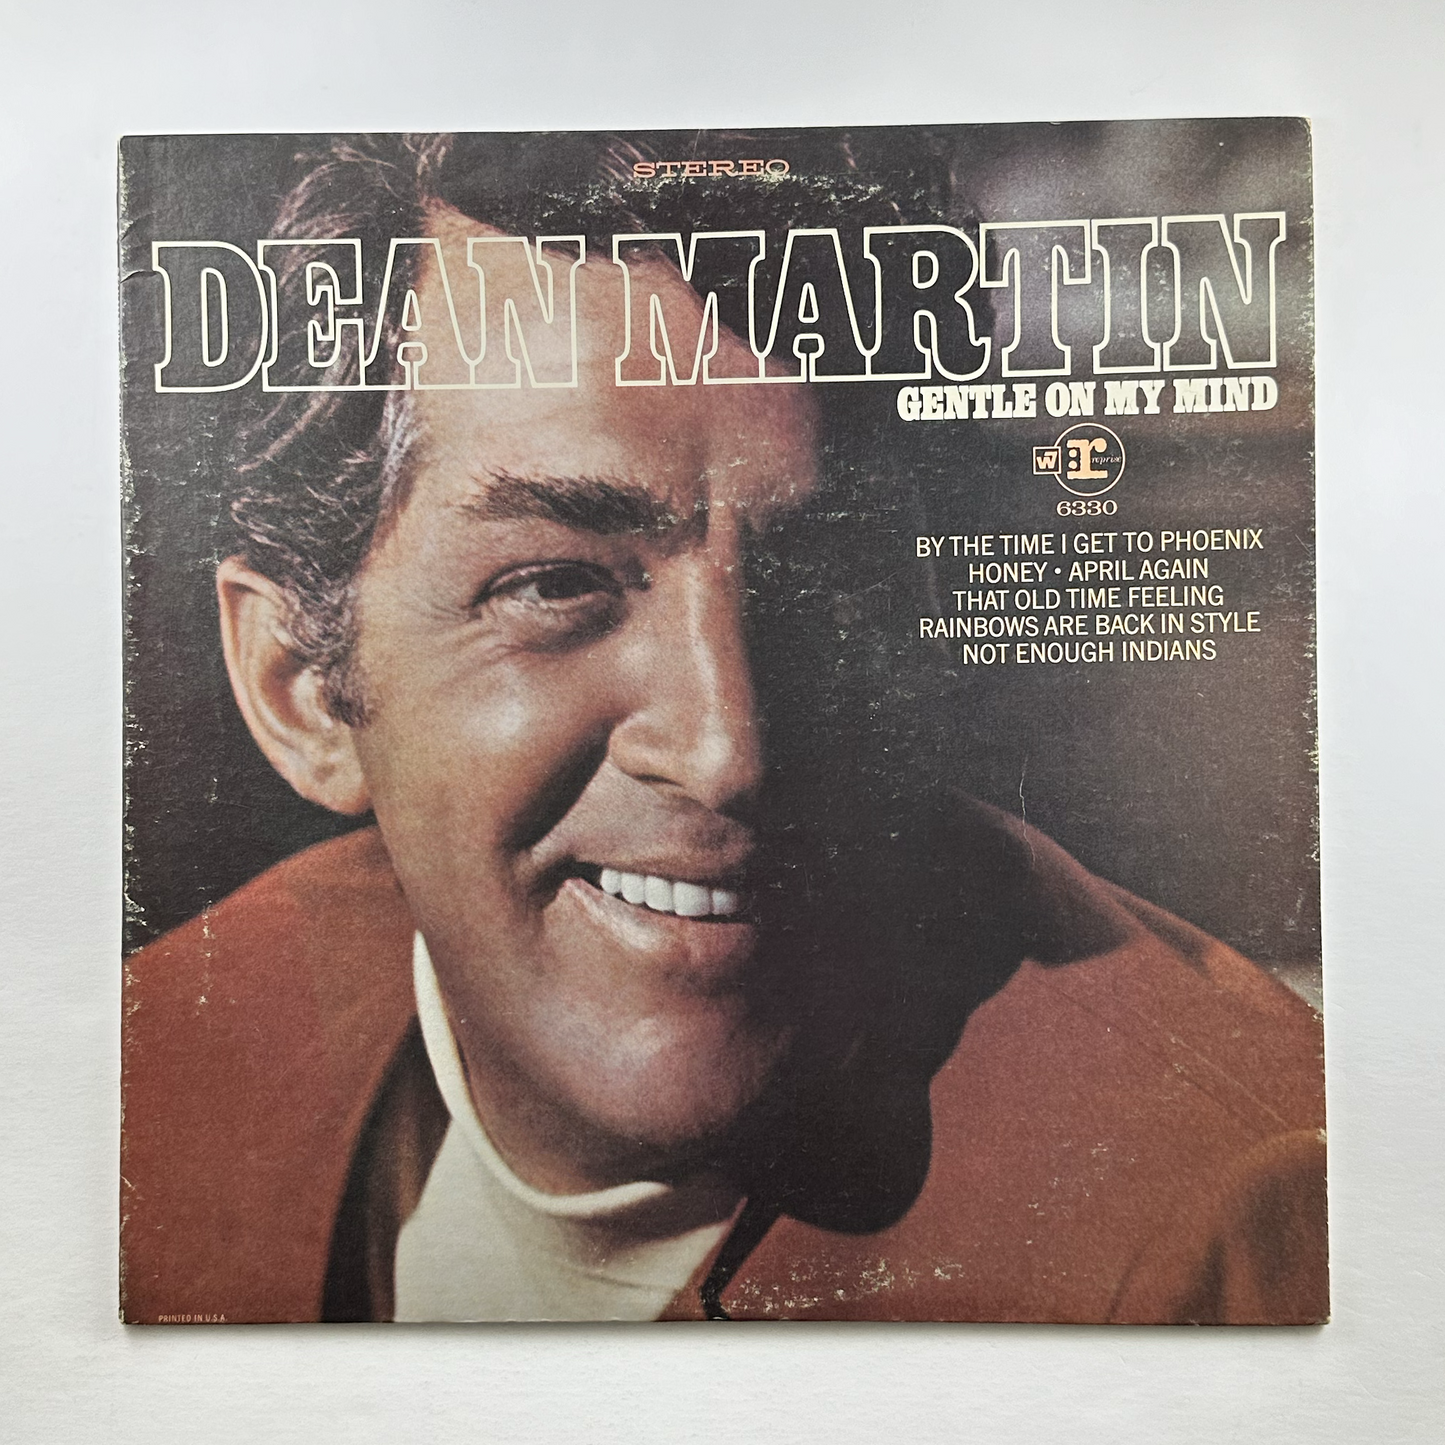 STEREO
DEAN MARTIN
GENTLE ON MY MIND
W7 r reprise
6330
BY THE TIME I GET TO PHOENIX
HONEY • APRIL AGAIN
THAT OLD TIME FEELING
RAINBOWS ARE BACK IN STYLE
NOT ENOUGH INDIANS
PRINTED IN U.S.A.